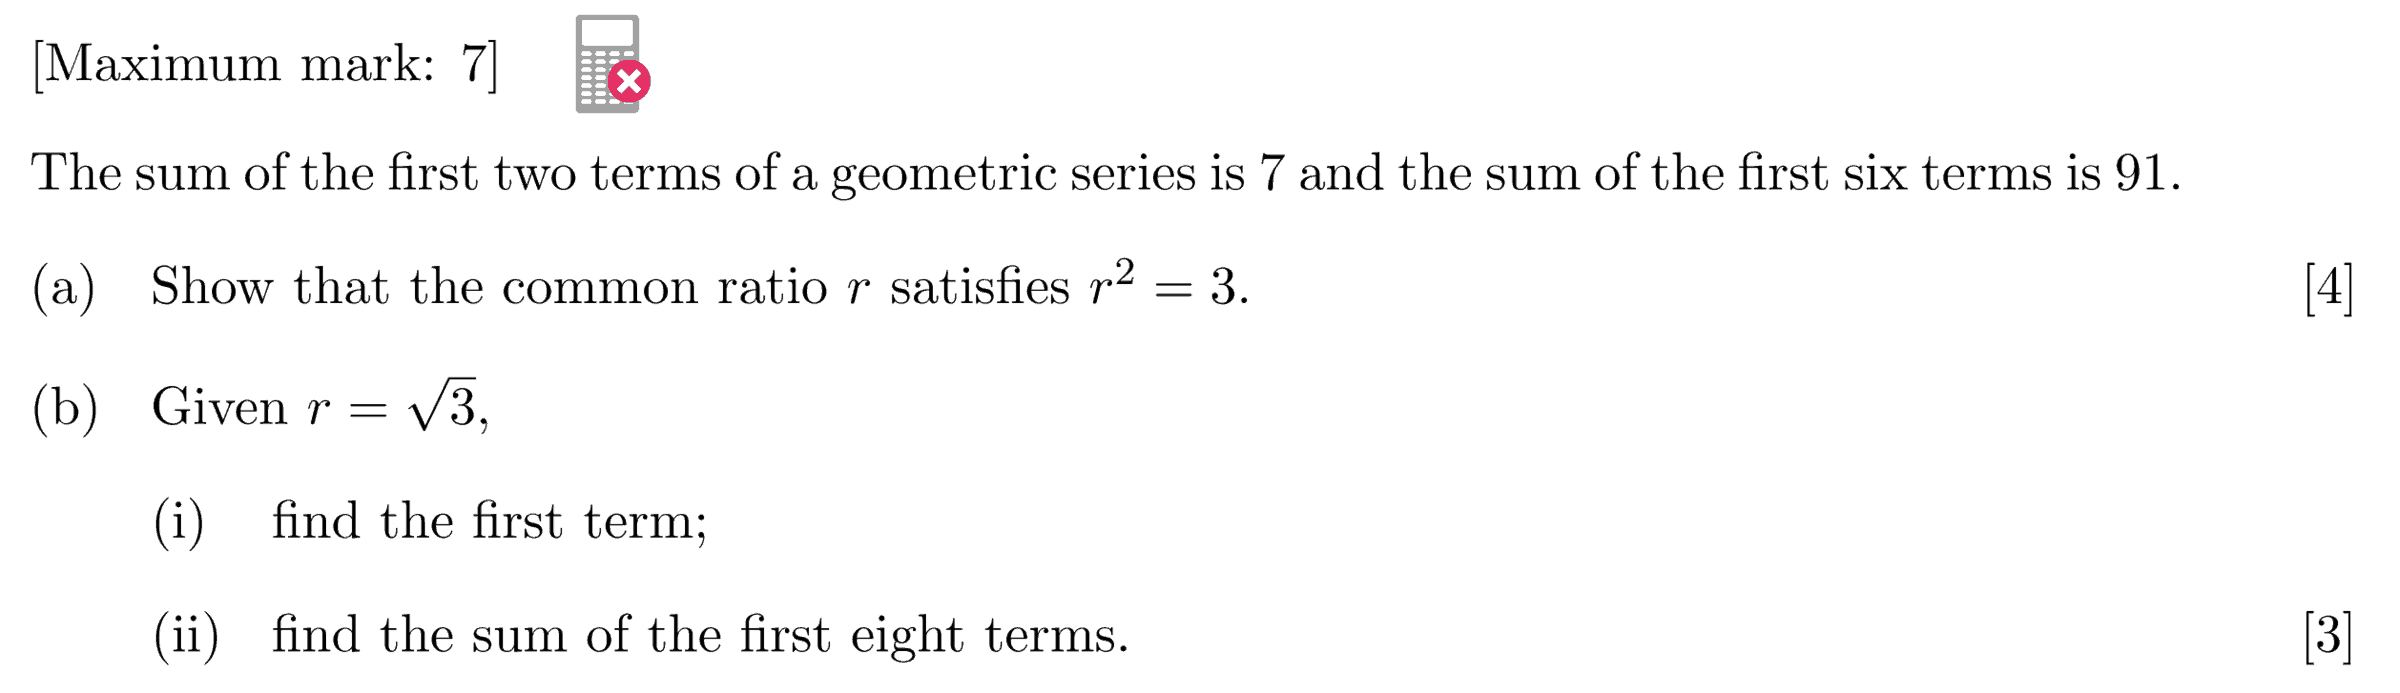 [Maximum mark: 7]
The sum of the first two terms of a geometric series is 7 and the sum of the first six terms is 91.
(a) Show that the common ratio r satisfies r² = 3. [4]
(b) Given r = √3,
(i) find the first term;
(ii) find the sum of the first eight terms. [3]